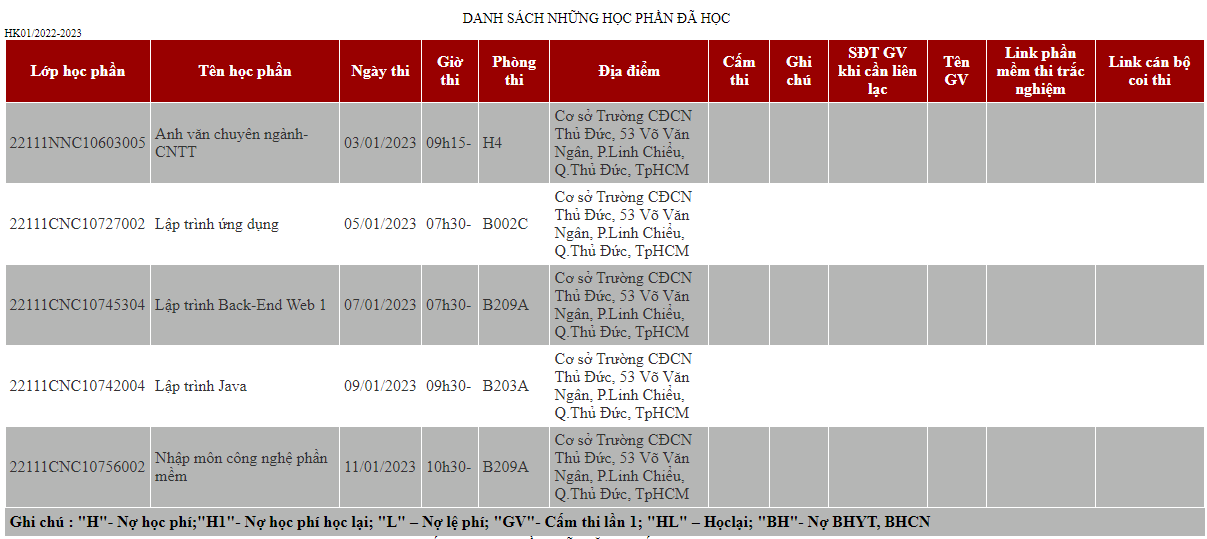 DANH SÁCH NHỮNG HỌC PHẦN ĐÃ HỌC
HK01/2022-2023
Lớp học phần Tên học phần Ngày thi Giờ thi Phòng thi Địa điểm Cấm thi Ghi chú SĐT GV khi cần liên lạc Tên GV Link phần mềm thi trắc nghiệm Link cán bộ coi thi
22111NNC10603005 Anh văn chuyên ngành-CNTT 03/01/2023 09h15- H4 Cơ sở Trường CĐCN Thủ Đức, 53 Võ Văn Ngân, P.Linh Chiểu, Q.Thủ Đức, TpHCM
22111CNC10727002 Lập trình ứng dụng 05/01/2023 07h30- B002C Cơ sở Trường CĐCN Thủ Đức, 53 Võ Văn Ngân, P.Linh Chiểu, Q.Thủ Đức, TpHCM
22111CNC10745304 Lập trình Back-End Web 1 07/01/2023 07h30- B209A Cơ sở Trường CĐCN Thủ Đức, 53 Võ Văn Ngân, P.Linh Chiểu, Q.Thủ Đức, TpHCM
22111CNC10742004 Lập trình Java 09/01/2023 09h30- B203A Cơ sở Trường CĐCN Thủ Đức, 53 Võ Văn Ngân, P.Linh Chiểu, Q.Thủ Đức, TpHCM
22111CNC10756002 Nhập môn công nghệ phần mềm 11/01/2023 10h30- B209A Cơ sở Trường CĐCN Thủ Đức, 53 Võ Văn Ngân, P.Linh Chiểu, Q.Thủ Đức, TpHCM
Ghi chú : "H"- Nợ học phí;"H1"- Nợ học phí học lại; "L" – Nợ lệ phí; "GV"- Cấm thi lần 1; "HL" – Họclại; "BH"- Nợ BHYT, BHCN